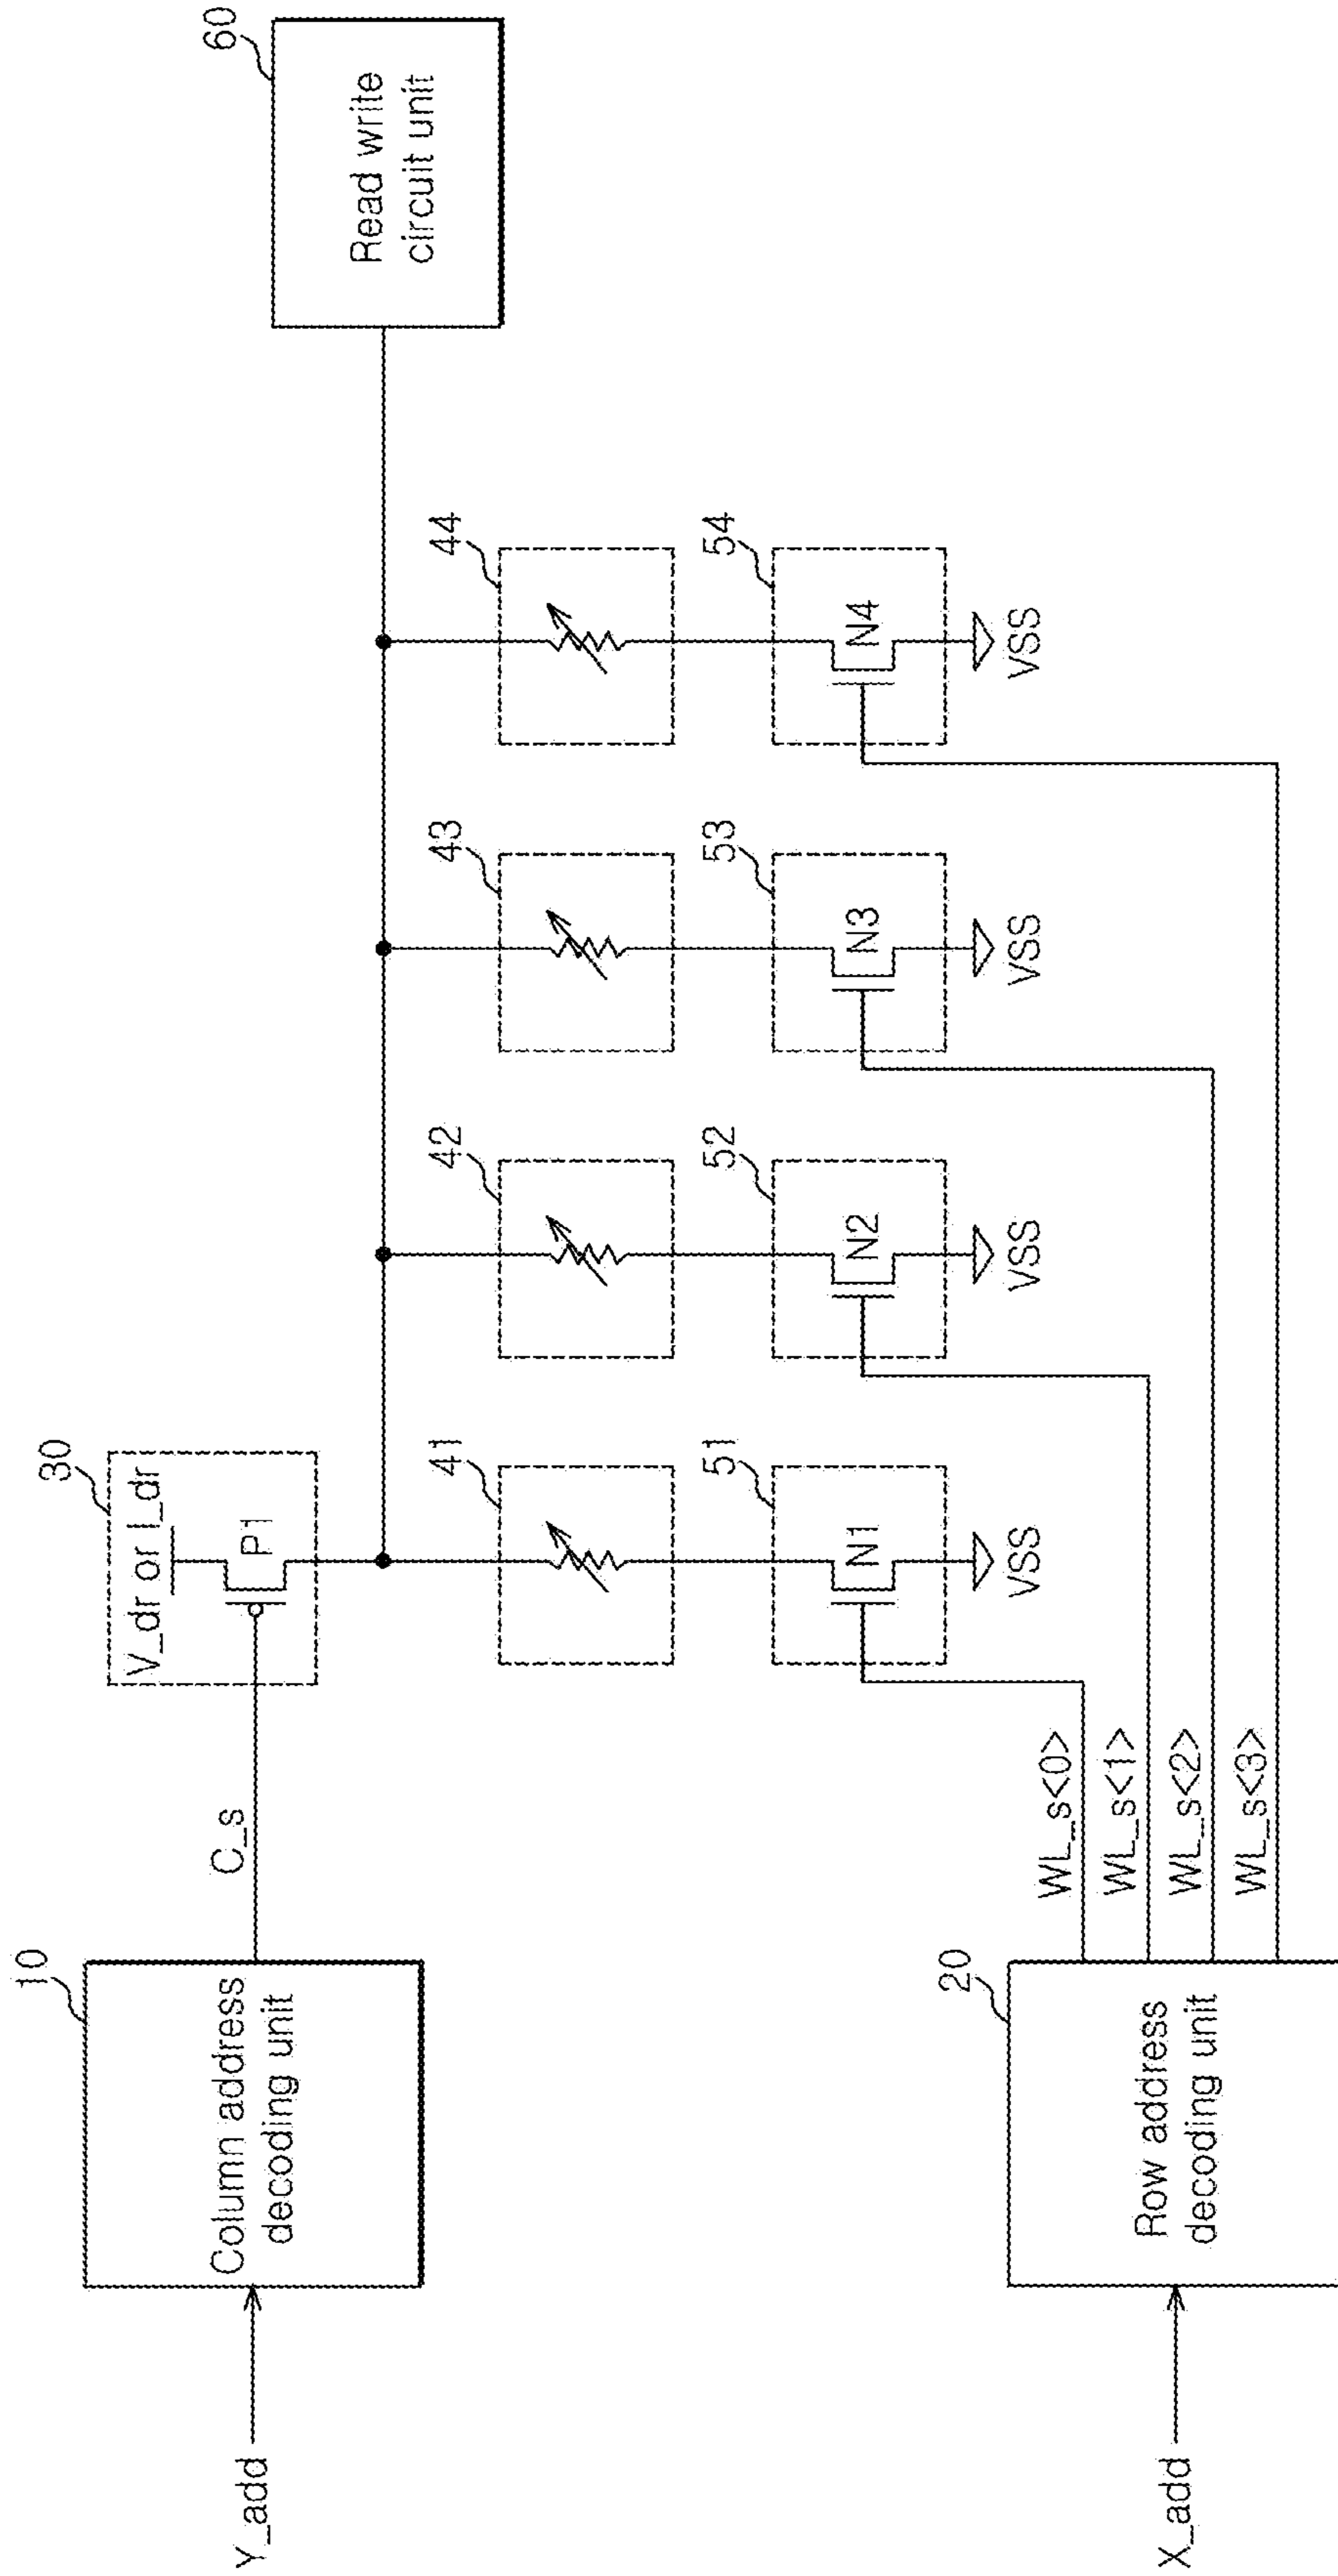 30
60
V_dr or I_dr
P1
10
C_s
Y_add
Column address
decoding unit
Read write
circuit unit
41
42
43
44
51
52
53
54
N1
N2
N3
N4
VSS
VSS
VSS
VSS
20
WL_s<0>
WL_s<1>
WL_s<2>
WL_s<3>
X_add
Row address
decoding unit